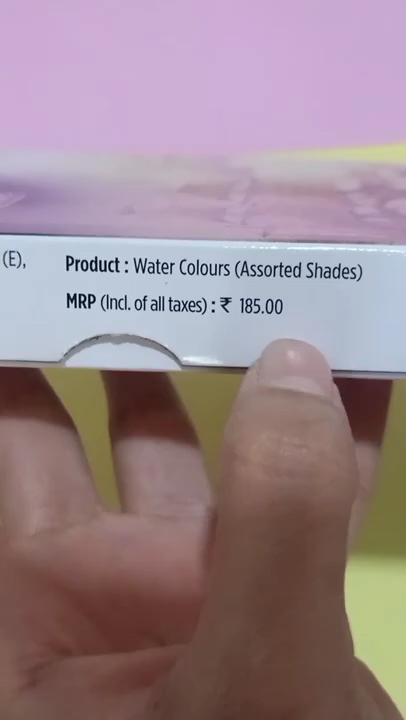 (E),
Product : Water Colours (Assorted Shades)
MRP (Incl. of all taxes) : ₹ 185.00